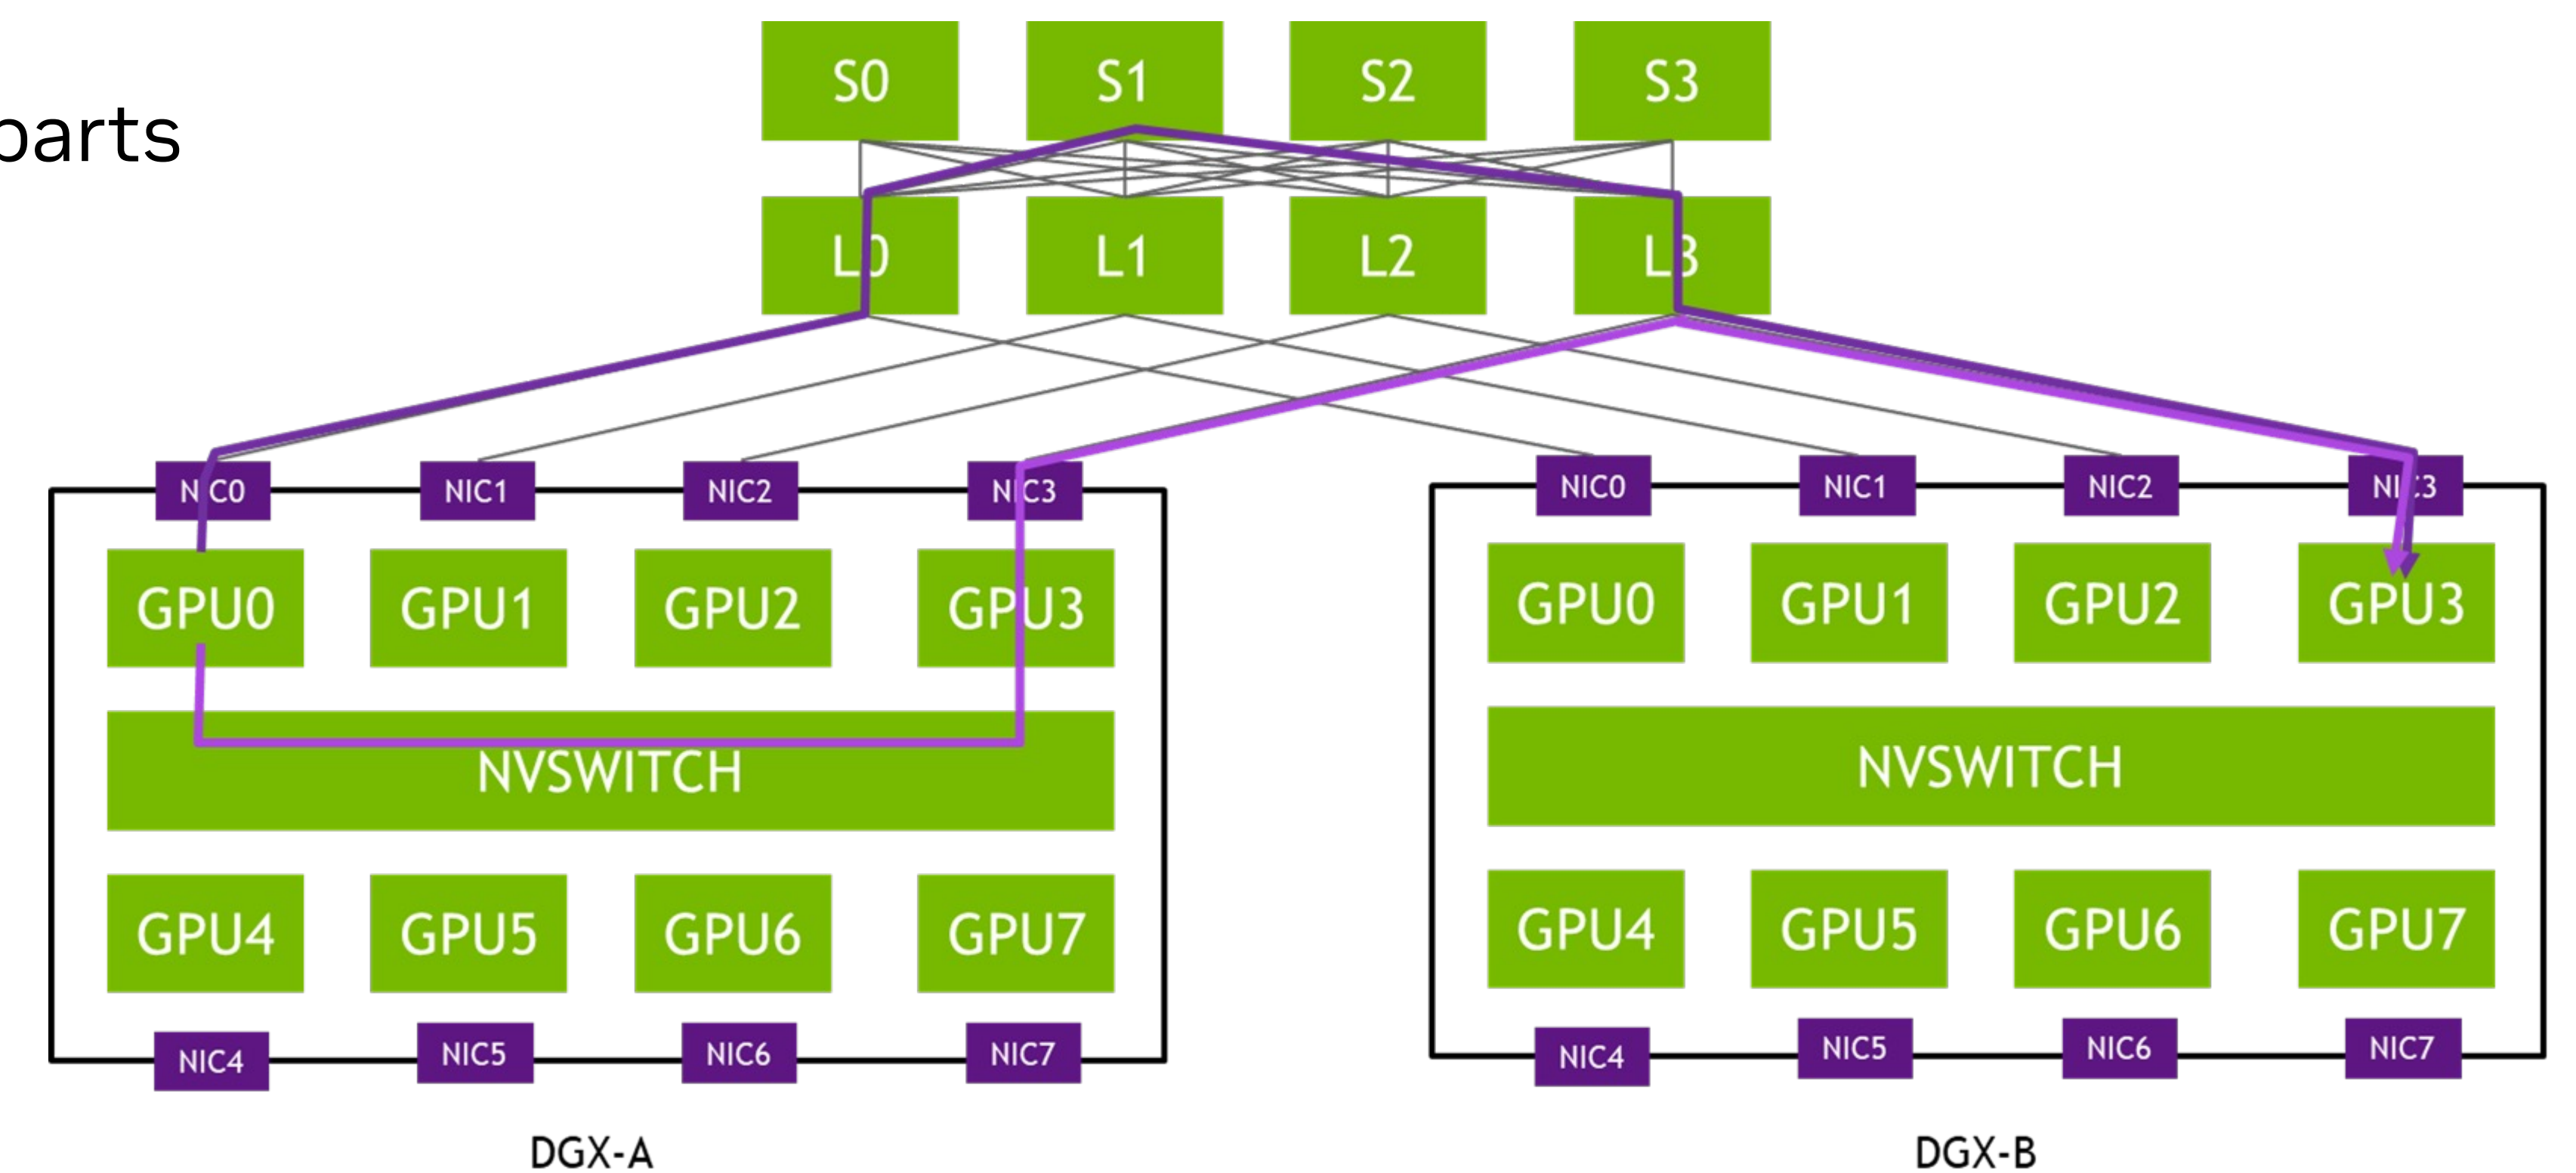 S0 S1 S2 S3
parts
L0 L1 L2 L3
NIC0 NIC1 NIC2 NIC3 NIC0 NIC1 NIC2 NIC3
GPU0 GPU1 GPU2 GPU3 GPU0 GPU1 GPU2 GPU3
NVSWITCH NVSWITCH
GPU4 GPU5 GPU6 GPU7 GPU4 GPU5 GPU6 GPU7
NIC4 NIC5 NIC6 NIC7 NIC4 NIC5 NIC6 NIC7
DGX-A DGX-B